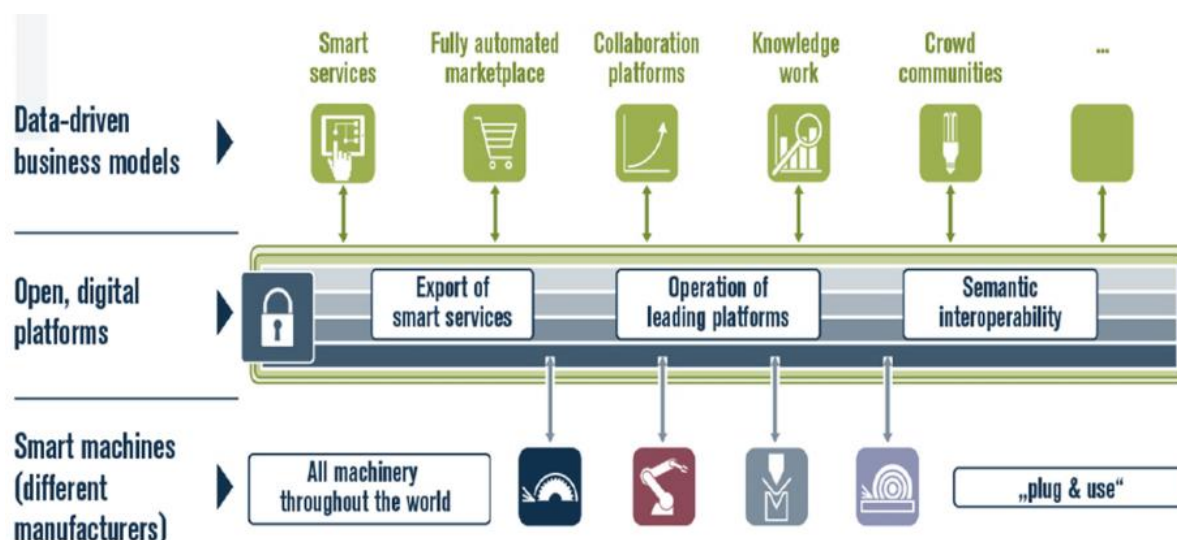 Smart
services
Fully automated
marketplace
Collaboration
platforms
Knowledge
work
Crowd
communities
...
Data-driven
business models
Open, digital
platforms
Export of
smart services
Operation of
leading platforms
Semantic
interoperability
Smart machines
(different
manufacturers)
All machinery
throughout the world
„plug & use“